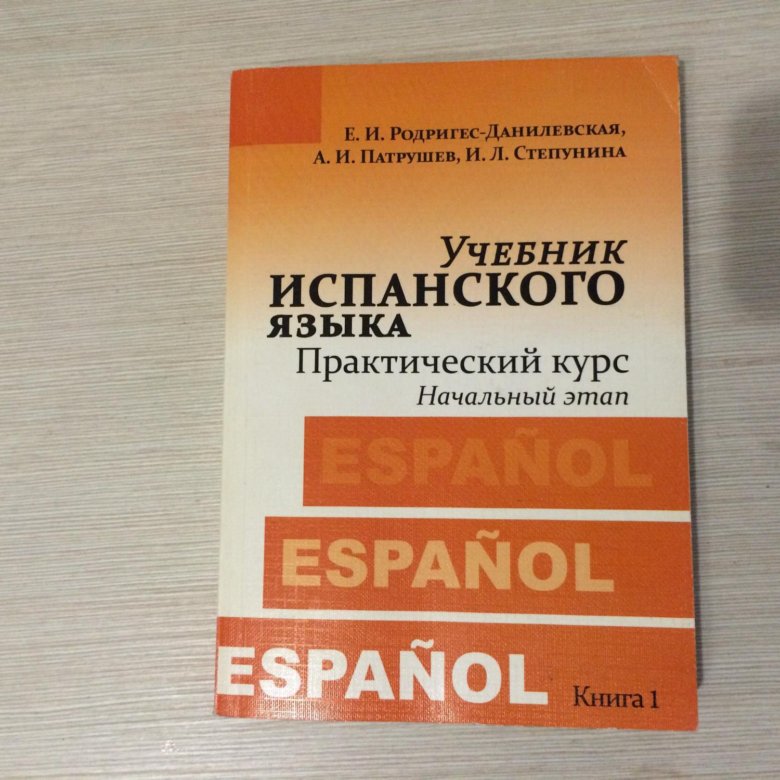 Е. И. Родригес-Данилевская,
А. И. Патрушев, И. Л. Степунина
Учебник
ИСПАНСКОГО
ЯЗЫКА
Практический курс
Начальный этап
ESPAÑOL
ESPAÑOL
ESPAÑOL
Книга 1